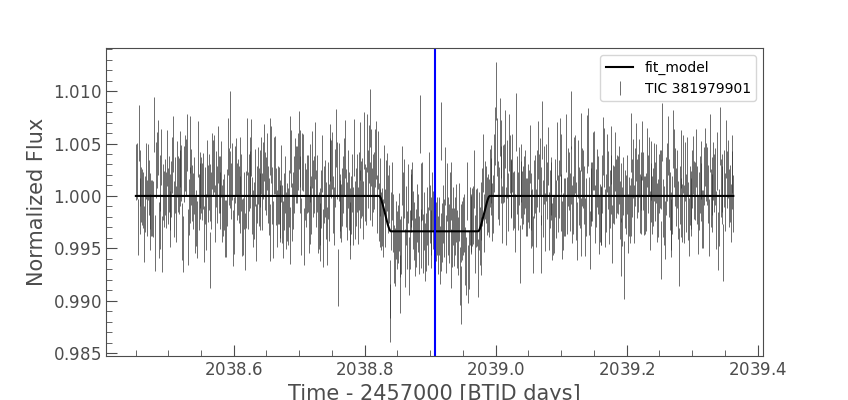 fit_model
TIC 381979901
Normalized Flux
1.010
1.005
1.000
0.995
0.990
0.985
2038.6
2038.8
2039.0
2039.2
2039.4
Time - 2457000 [BTJD days]